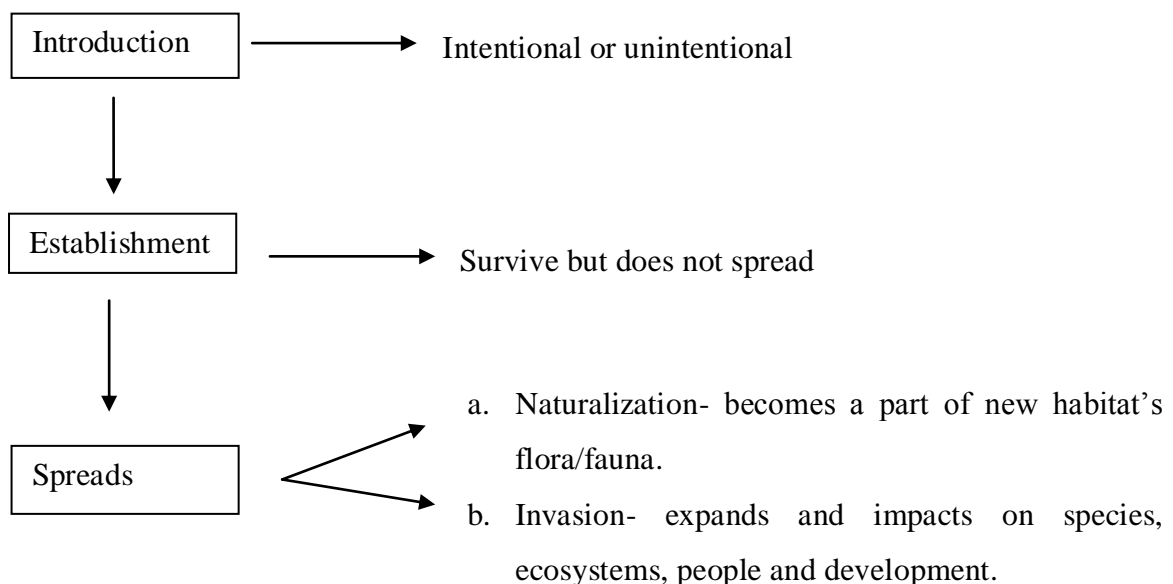 Introduction
Intentional or unintentional
Establishment
Survive but does not spread
Spreads
a. Naturalization- becomes a part of new habitat’s
flora/fauna.
b. Invasion- expands and impacts on species,
ecosystems, people and development.